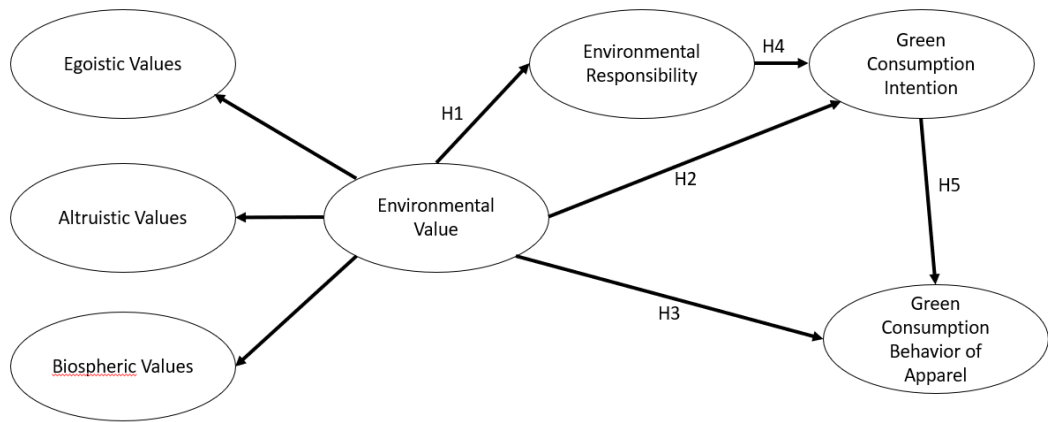 Egoistic Values
Altruistic Values
Biospheric Values
Environmental
Value
H1
Environmental
Responsibility
H4
Green
Consumption
Intention
H2
H5
H3
Green
Consumption
Behavior of
Apparel